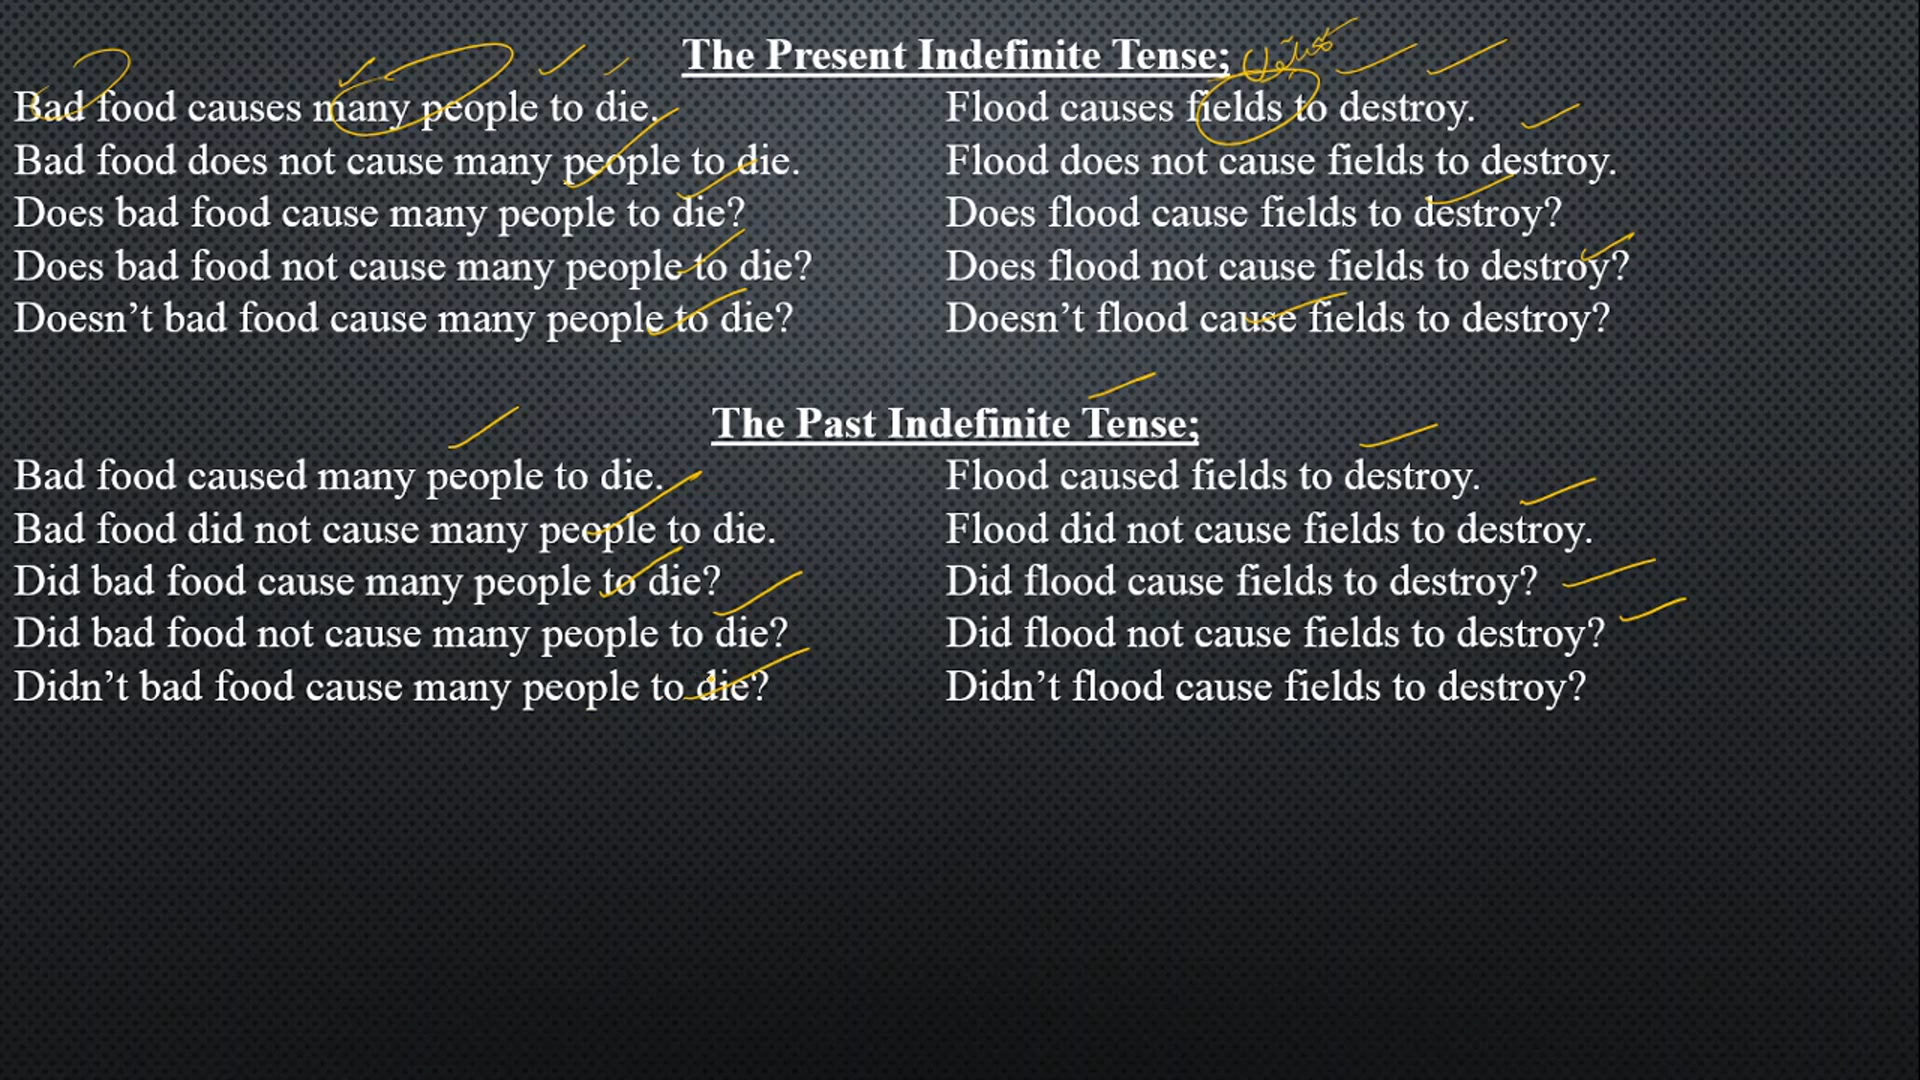 The Present Indefinite Tense;
Bad food causes many people to die.
Bad food does not cause many people to die.
Does bad food cause many people to die?
Does bad food not cause many people to die?
Doesn’t bad food cause many people to die?
Flood causes fields to destroy.
Flood does not cause fields to destroy.
Does flood cause fields to destroy?
Does flood not cause fields to destroy?
Doesn’t flood cause fields to destroy?
The Past Indefinite Tense;
Bad food caused many people to die.
Bad food did not cause many people to die.
Did bad food cause many people to die?
Did bad food not cause many people to die?
Didn’t bad food cause many people to die?
Flood caused fields to destroy.
Flood did not cause fields to destroy.
Did flood cause fields to destroy?
Did flood not cause fields to destroy?
Didn’t flood cause fields to destroy?